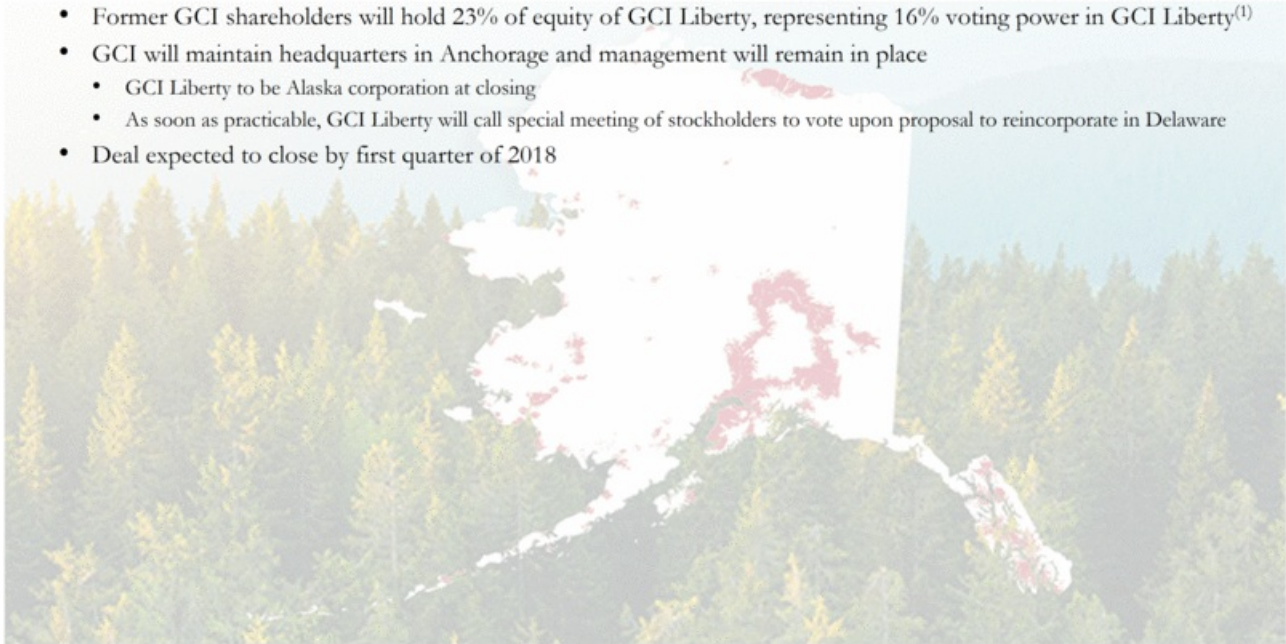 • Former GCI shareholders will hold 23% of equity of GCI Liberty, representing 16% voting power in GCI Liberty(1)
• GCI will maintain headquarters in Anchorage and management will remain in place
• GCI Liberty to be Alaska corporation at closing
• As soon as practicable, GCI Liberty will call special meeting of stockholders to vote upon proposal to reincorporate in Delaware
• Deal expected to close by first quarter of 2018